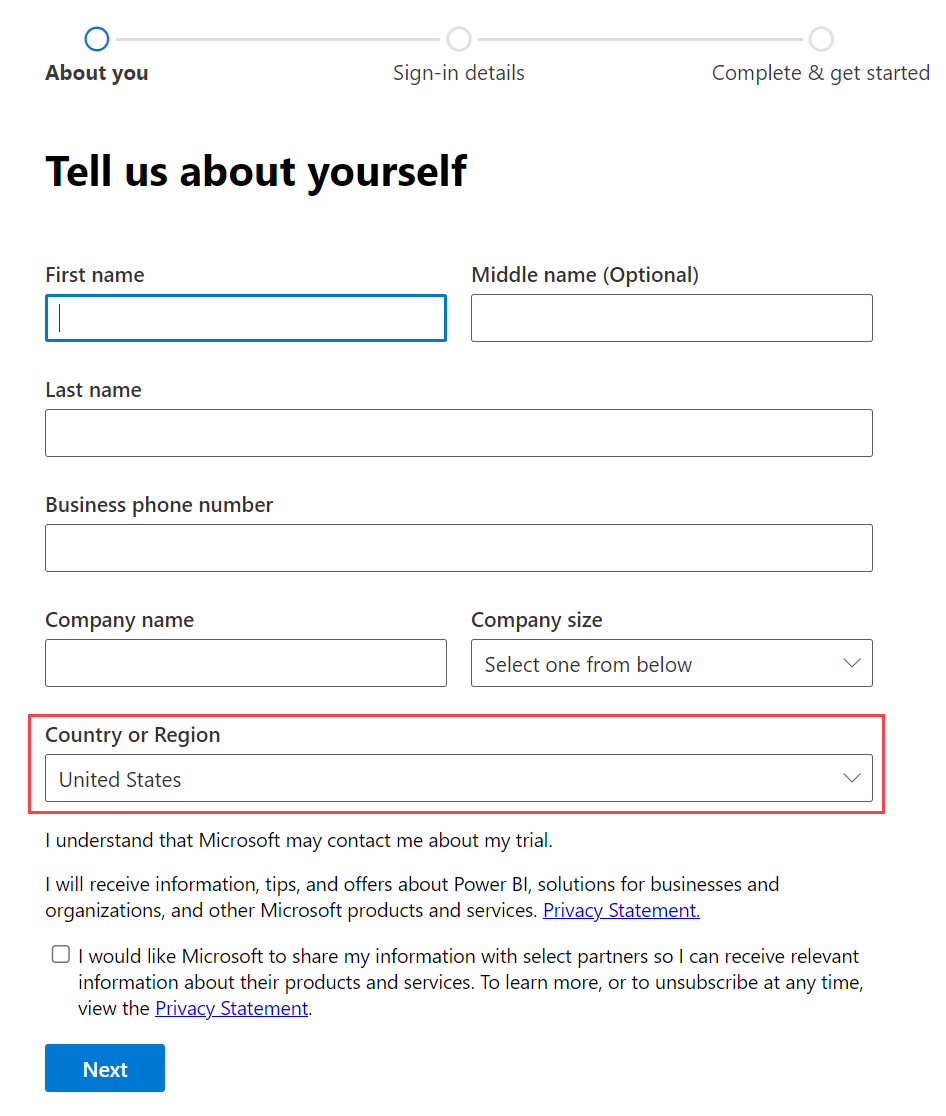 About you
Sign-in details
Complete & get started
Tell us about yourself
First name
Middle name (Optional)
Last name
Business phone number
Company name
Company size
Select one from below
Country or Region
United States
I understand that Microsoft may contact me about my trial.
I will receive information, tips, and offers about Power BI, solutions for businesses and
organizations, and other Microsoft products and services. Privacy Statement.
I would like Microsoft to share my information with select partners so I can receive relevant
information about their products and services. To learn more, or to unsubscribe at any time,
view the Privacy Statement.
Next